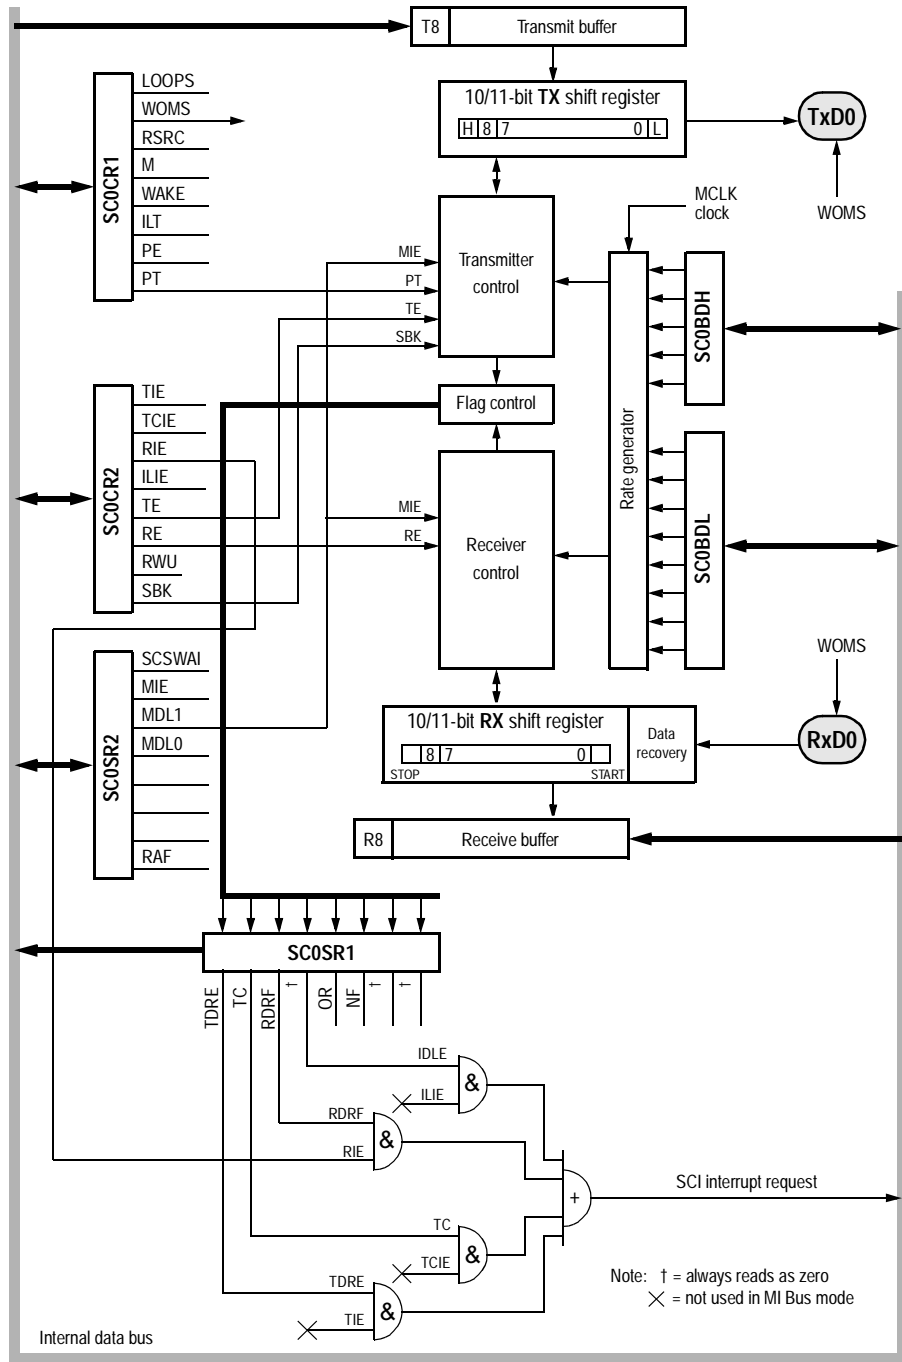 T8 Transmit buffer
10/11-bit TX shift register
H 8 7 0 L
TxD0
WOMS
MCLK
clock
SC0CR1
LOOPS
WOMS
RSRC
M
WAKE
ILT
PE
PT
MIE
PT
TE
SBK
Transmitter
control
Flag control
Rate generator
SC0BDH
SC0BDL
SC0CR2
TIE
TCIE
RIE
ILIE
TE
RE
RWU
SBK
MIE
RE
Receiver
control
SC0SR2
SCSWAI
MIE
MDL1
MDL0
RAF
WOMS
RxD0
10/11-bit RX shift register
8 7 0
STOP START
Data
recovery
R8 Receive buffer
SC0SR1
TDRE
TC
RDRF
†
OR
NF
†
†
IDLE
ILIE
&
RDRF
RIE
&
TC
TCIE
&
TDRE
TIE
&
+
SCI interrupt request
Note: † = always reads as zero
= not used in MI Bus mode
Internal data bus